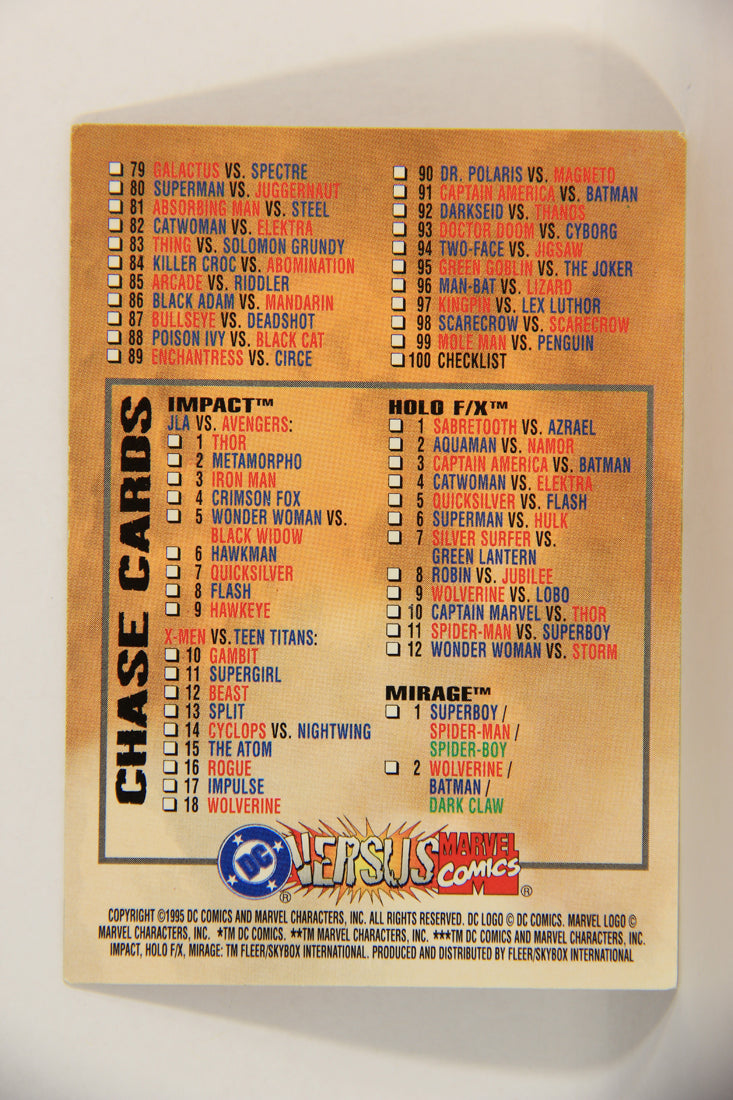 79 GALACTUS VS. SPECTRE
80 SUPERMAN VS. JUGGERNAUT
81 ABSORBING MAN VS. STEEL
82 CATWOMAN VS. ELEKTRA
83 THING VS. SOLOMON GRUNDY
84 KILLER CROC VS. ABOMINATION
85 ARCADE VS. RIDDLER
86 BLACK ADAM VS. MANDARIN
87 BULLSEYE VS. DEADSHOT
88 POISON IVY VS. BLACK CAT
89 ENCHANTRESS VS. CIRCE
90 DR. POLARIS VS. MAGNETO
91 CAPTAIN AMERICA VS. BATMAN
92 DARKSEID VS. THANOS
93 DOCTOR DOOM VS. CYBORG
94 TWO-FACE VS. JIGSAW
95 GREEN GOBLIN VS. THE JOKER
96 MAN-BAT VS. LIZARD
97 KINGPIN VS. LEX LUTHOR
98 SCARECROW VS. SCARECROW
99 MOLE MAN VS. PENGUIN
100 CHECKLIST
CHASE CARDS
IMPACT™
JLA VS. AVENGERS:
1 THOR
2 METAMORPHO
3 IRON MAN
4 CRIMSON FOX
5 WONDER WOMAN VS.
BLACK WIDOW
6 HAWKMAN
7 QUICKSILVER
8 FLASH
9 HAWKEYE
X-MEN VS. TEEN TITANS:
10 GAMBIT
11 SUPERGIRL
12 BEAST
13 SPLIT
14 CYCLOPS VS. NIGHTWING
15 THE ATOM
16 ROGUE
17 IMPULSE
18 WOLVERINE
HOLO F/X™
1 SABRETOOTH VS. AZRAEL
2 AQUAMAN VS. NAMOR
3 CAPTAIN AMERICA VS. BATMAN
4 CATWOMAN VS. ELEKTRA
5 QUICKSILVER VS. FLASH
6 SUPERMAN VS. HULK
7 SILVER SURFER VS.
GREEN LANTERN
8 ROBIN VS. JUBILEE
9 WOLVERINE VS. LOBO
10 CAPTAIN MARVEL VS. THOR
11 SPIDER-MAN VS. SUPERBOY
12 WONDER WOMAN VS. STORM
MIRAGE™
1 SUPERBOY /
SPIDER-MAN /
SPIDER-BOY
2 WOLVERINE /
BATMAN /
DARK CLAW
DC ® VERSUS MARVEL COMICS ®
COPYRIGHT ©1995 DC COMICS AND MARVEL CHARACTERS, INC. ALL RIGHTS RESERVED. DC LOGO © DC COMICS. MARVEL LOGO ©
MARVEL CHARACTERS, INC. *TM DC COMICS. **TM MARVEL CHARACTERS, INC. ***TM DC COMICS AND MARVEL CHARACTERS, INC.
IMPACT, HOLO F/X, MIRAGE: TM FLEER/SKYBOX INTERNATIONAL. PRODUCED AND DISTRIBUTED BY FLEER/SKYBOX INTERNATIONAL